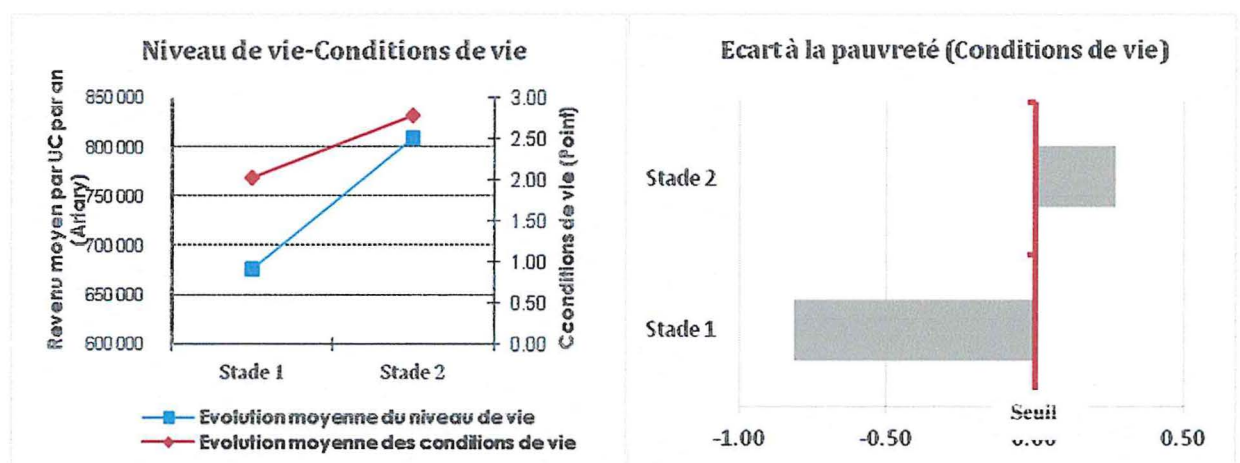 Niveau de vie-Conditions de vie
Revenu moyen par UC par an
(Ariary)
850 000
800 000
750 000
700 000
650 000
600 000
3.00
2.50
2.00
1.50
1.00
0.50
0.00
Cconditions de vie (Point)
Stade 1
Stade 2
Evolution moyenne du niveau de vie
Evolution moyenne des conditions de vie
Ecart à la pauvreté (Conditions de vie)
Stade 2
Stade 1
Seuil
-1.00
-0.50
0.00
0.50